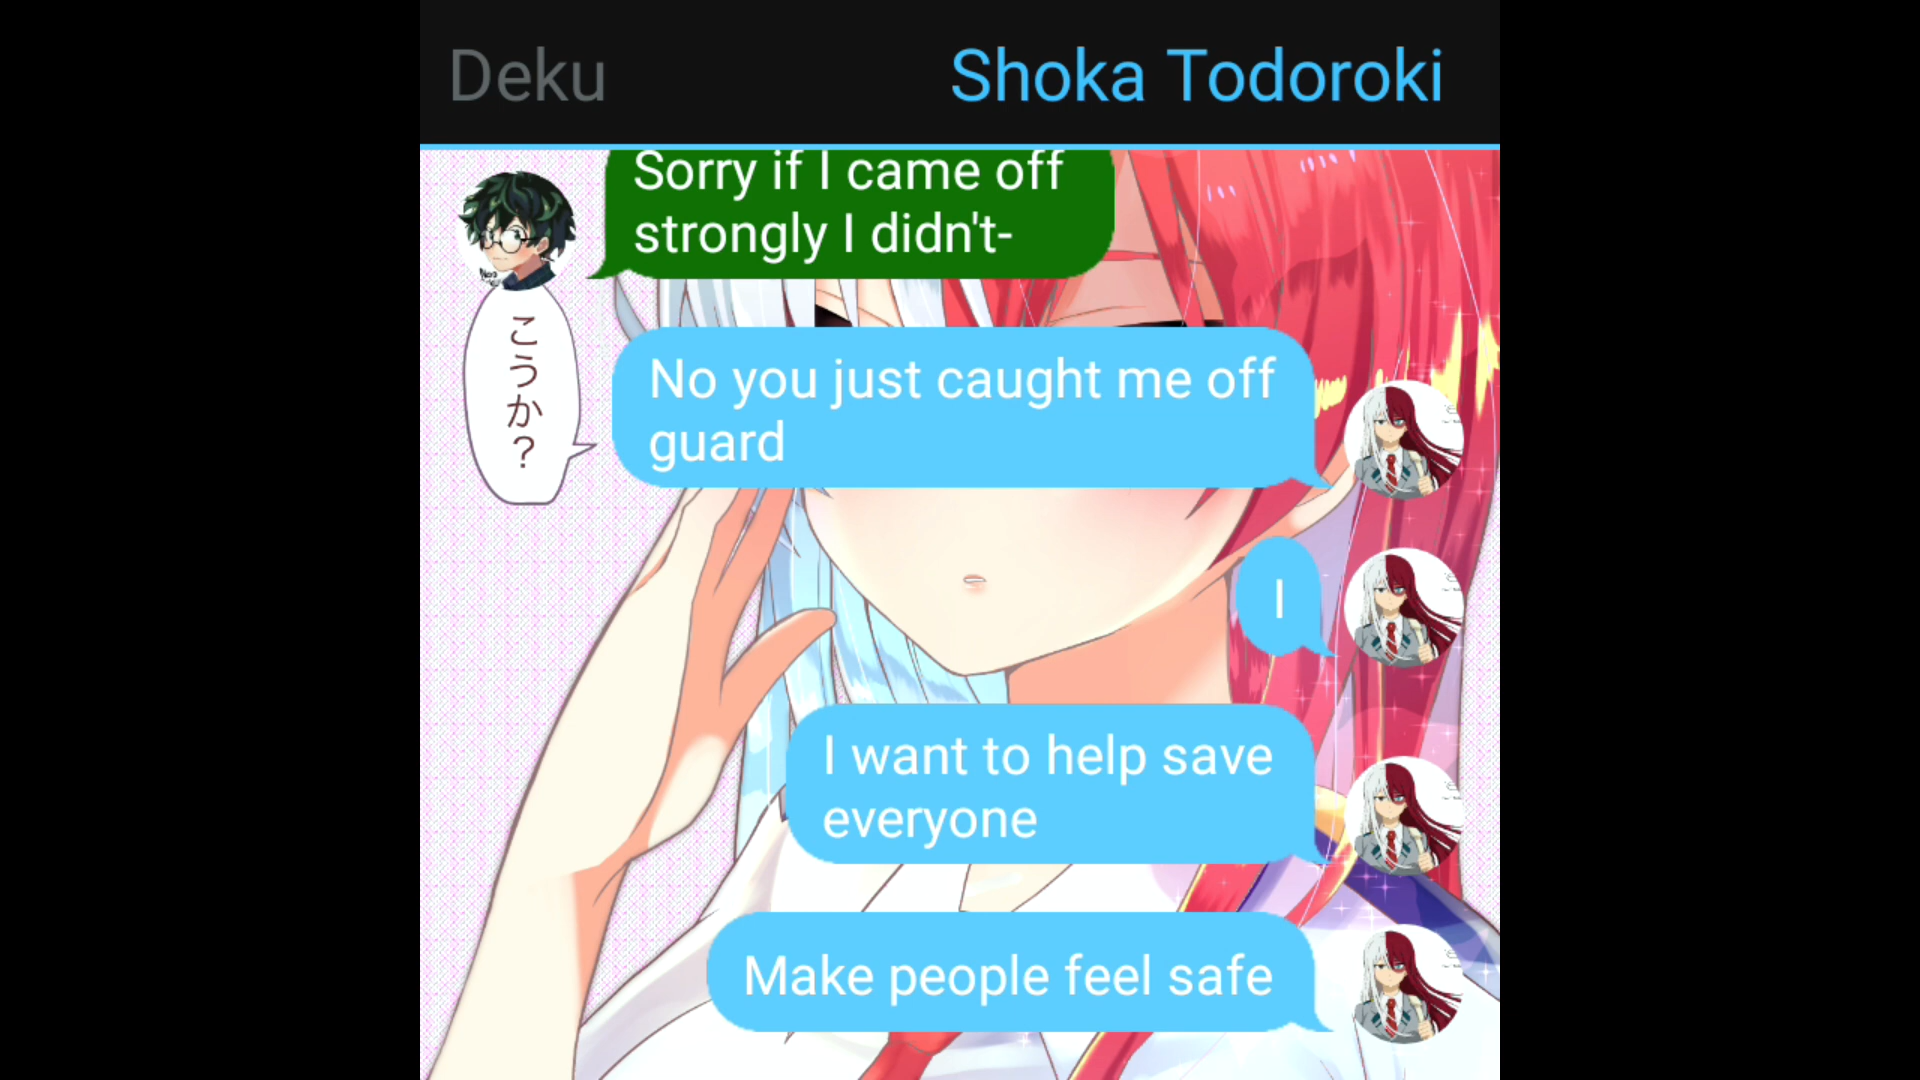 Deku
Shoka Todoroki
Sorry if I came off
strongly I didn't-
こうか?
No you just caught me off
guard
I
I want to help save
everyone
Make people feel safe